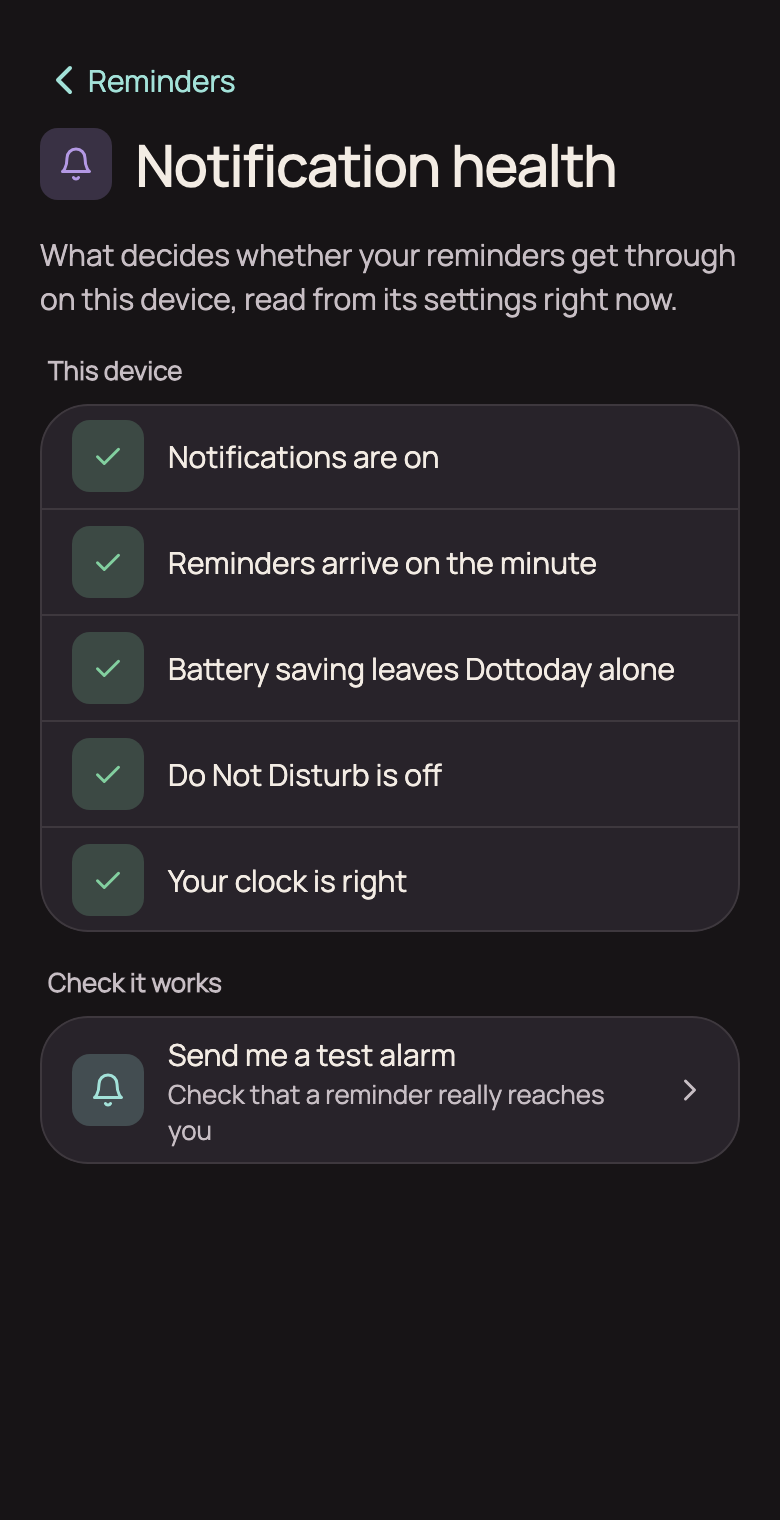 Reminders
Notification health
What decides whether your reminders get through
on this device, read from its settings right now.
This device
Notifications are on
Reminders arrive on the minute
Battery saving leaves Dottoday alone
Do Not Disturb is off
Your clock is right
Check it works
Send me a test alarm
Check that a reminder really reaches
you